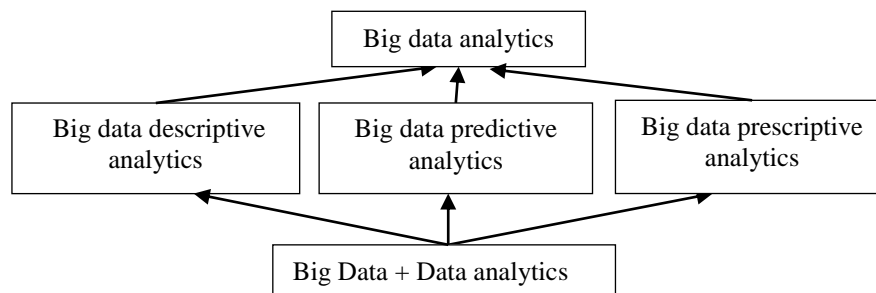 Big data analytics
Big data descriptive
analytics
Big data predictive
analytics
Big data prescriptive
analytics
Big Data + Data analytics